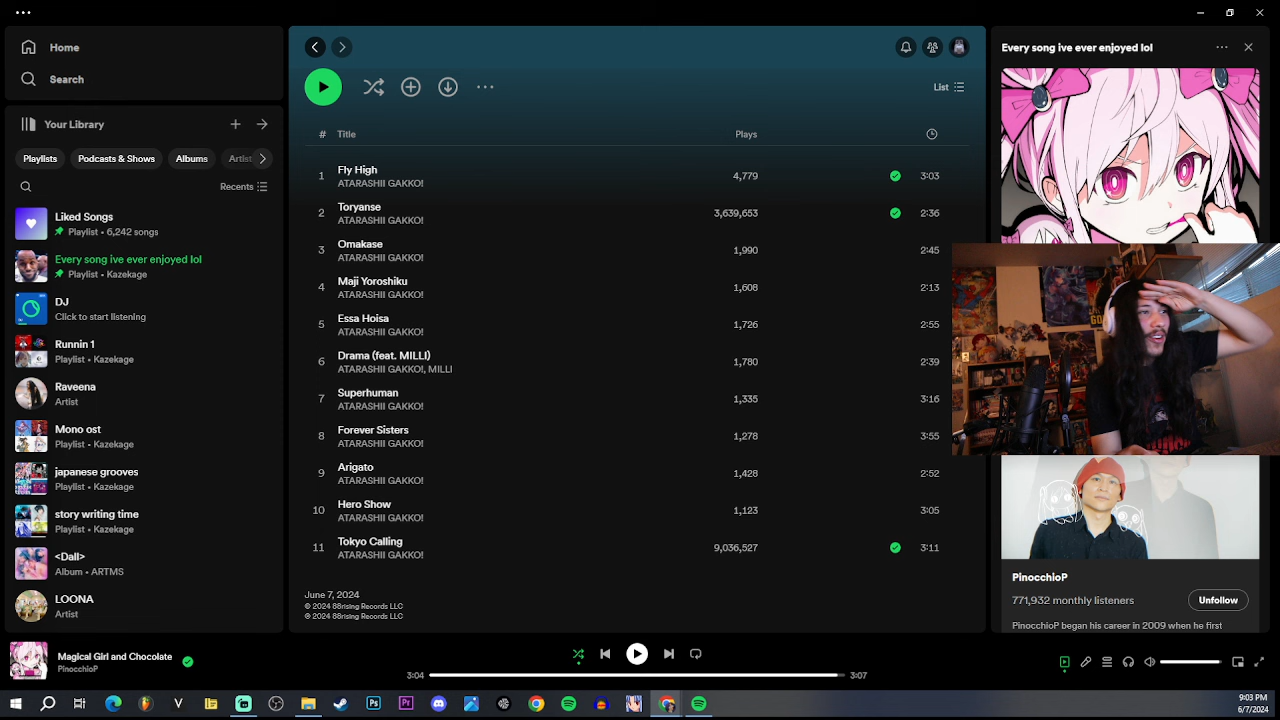 Home
Search
Your Library
Playlists
Podcasts & Shows
Albums
Artist
Recents
Liked Songs
Playlist • 6,242 songs
Every song ive ever enjoyed lol
Playlist • Kazekage
DJ
Click to start listening
Runnin 1
Playlist • Kazekage
Raveena
Artist
Mono ost
Playlist • Kazekage
japanese grooves
Playlist • Kazekage
story writing time
Playlist • Kazekage
<Dall>
Album • ARTMS
LOONA
Artist
List
# Title Plays
1 Fly High 4,779 3:03
ATARASHII GAKKO!
2 Toryanse 3,639,653 2:36
ATARASHII GAKKO!
3 Omakase 1,990 2:45
ATARASHII GAKKO!
4 Maji Yoroshiku 1,608 2:13
ATARASHII GAKKO!
5 Essa Hoisa 1,726 2:55
ATARASHII GAKKO!
6 Drama (feat. MILLI) 1,780 2:39
ATARASHII GAKKO!, MILLI
7 Superhuman 1,335 3:16
ATARASHII GAKKO!
8 Forever Sisters 1,278 3:55
ATARASHII GAKKO!
9 Arigato 1,428 2:52
ATARASHII GAKKO!
10 Hero Show 1,123 3:05
ATARASHII GAKKO!
11 Tokyo Calling 9,036,527 3:11
ATARASHII GAKKO!
June 7, 2024
© 2024 88rising Records LLC
© 2024 88rising Records LLC
Every song ive ever enjoyed lol
PinocchioP
771,932 monthly listeners
Unfollow
PinocchioP began his career in 2009 when he first
Magical Girl and Chocolate
PinocchioP
3:04
3:07
9:03 PM
6/7/2024